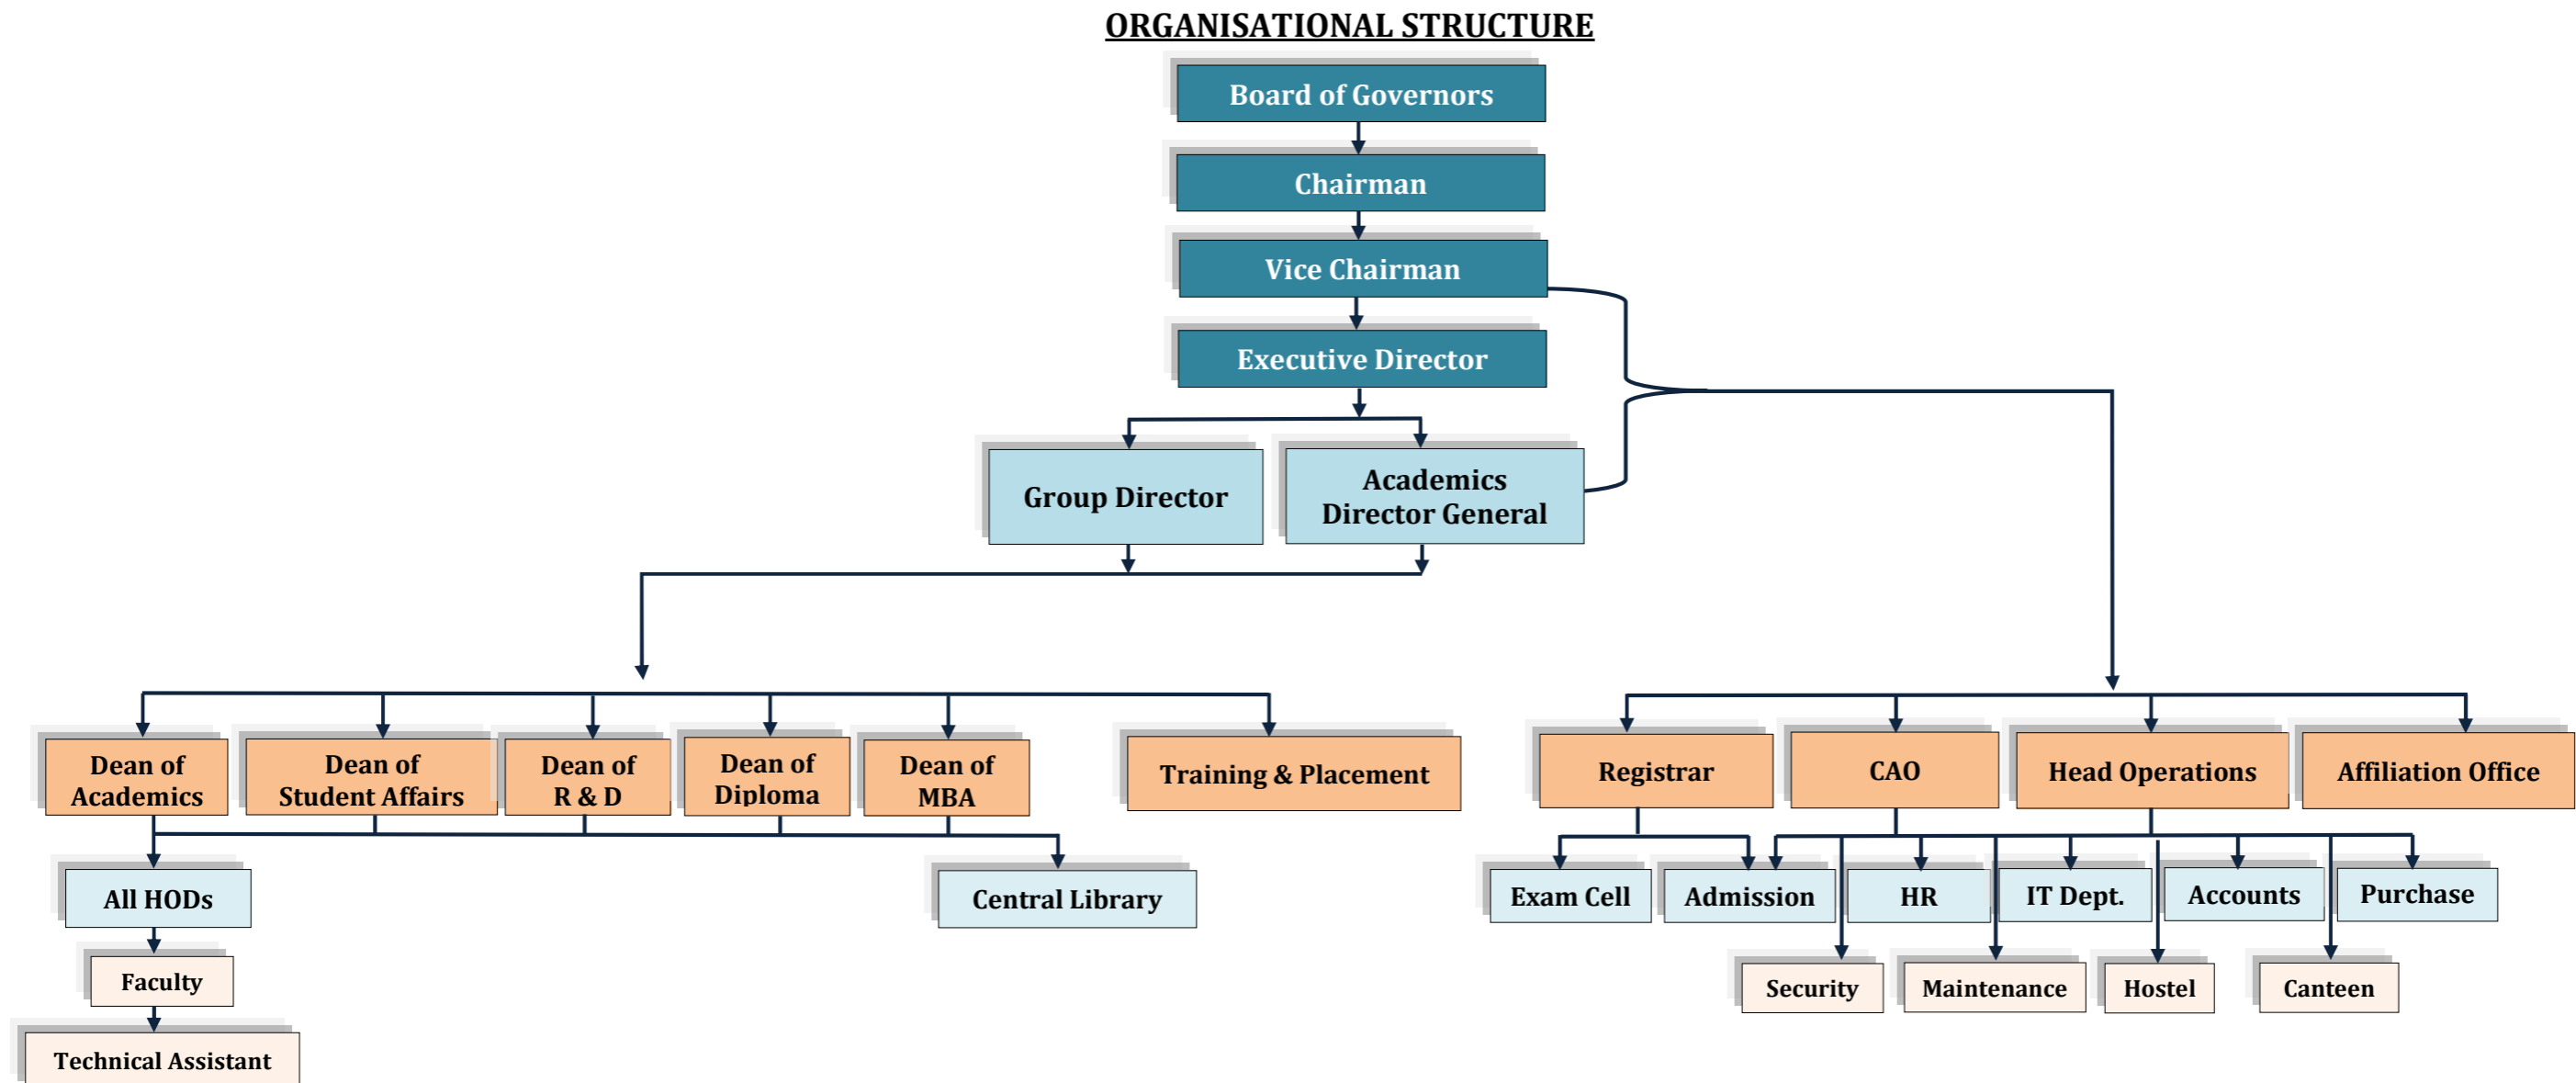 ORGANISATIONAL STRUCTURE
Board of Governors
Chairman
Vice Chairman
Executive Director
Group Director
Academics
Director General
Dean of
Academics
Dean of
Student Affairs
Dean of
R & D
Dean of
Diploma
Dean of
MBA
Training & Placement
Registrar
CAO
Head Operations
Affiliation Office
All HODs
Central Library
Exam Cell
Admission
HR
IT Dept.
Accounts
Purchase
Faculty
Security
Maintenance
Hostel
Canteen
Technical Assistant